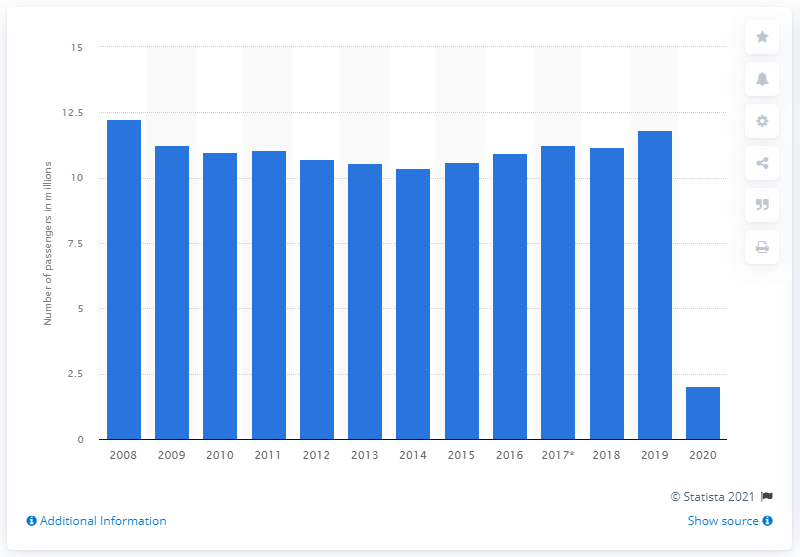 15
12.5
10
7.5
5
2.5
0
Number of passengers in millions
2008 2009 2010 2011 2012 2013 2014 2015 2016 2017* 2018 2019 2020
© Statista 2021
Additional Information
Show source